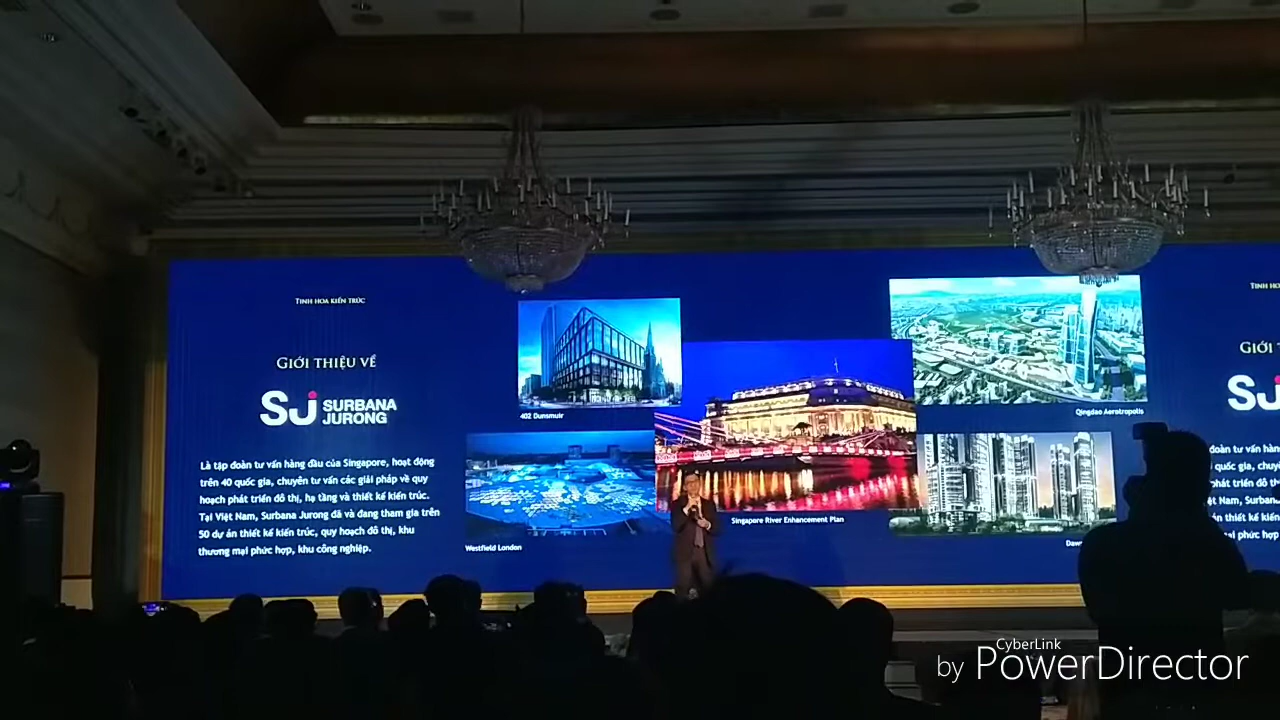 TINH HOA KIẾN TRÚC
GIỚI THIỆU VỀ
SJ SURBANA
JURONG
Là tập đoàn tư vấn hàng đầu của Singapore, hoạt động
trên 40 quốc gia, chuyên tư vấn các giải pháp về quy
hoạch phát triển đô thị, hạ tầng và thiết kế kiến trúc.
Tại Việt Nam, Surbana Jurong đã và đang tham gia trên
50 dự án thiết kế kiến trúc, quy hoạch đô thị, khu
thương mại phức hợp, khu công nghiệp.
402 Dunsmuir
Westfield London
Singapore River Enhancement Plan
Qingdao Aerotropolis
TINH
GIỚI
SJ
CyberLink
by PowerDirector